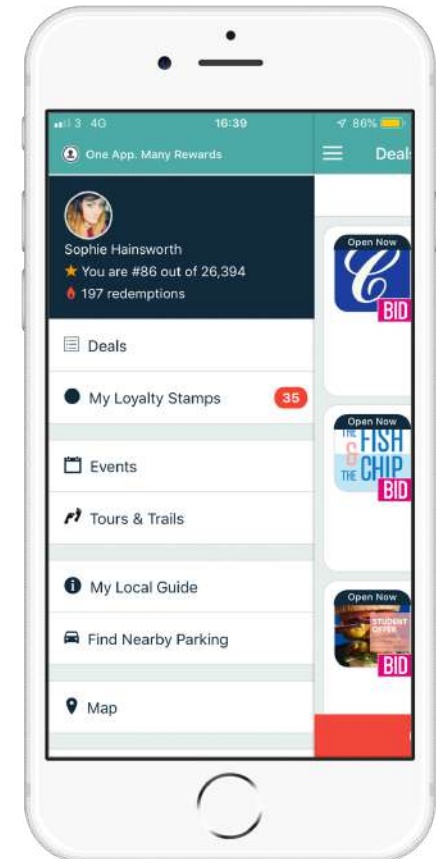 3 4G
16:39
86%
One App. Many Rewards
Deals
Sophie Hainsworth
You are #86 out of 26,394
197 redemptions
Deals
My Loyalty Stamps
35
Events
Tours & Trails
My Local Guide
Find Nearby Parking
Map
Open Now
C
BID
Open Now
THE FISH
&
THE CHIP
BID
Open Now
STUDENT
OFFER
BID